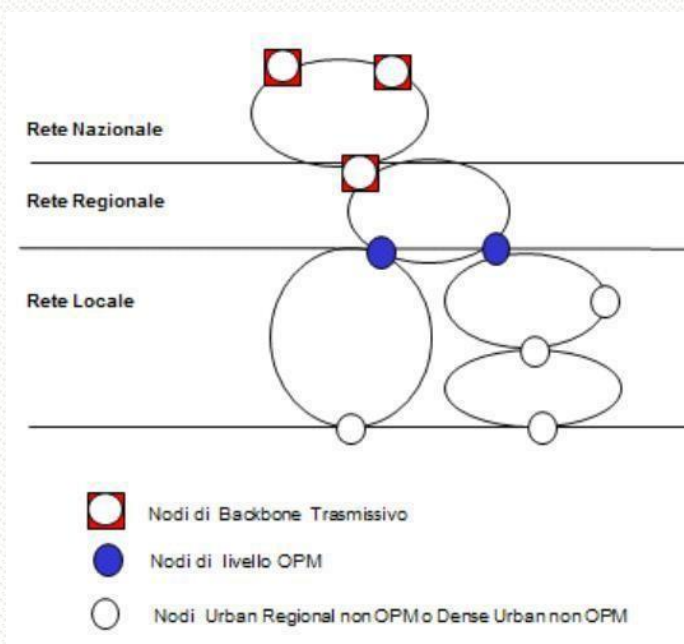 Rete Nazionale
Rete Regionale
Rete Locale
Nodi di Backbone Trasmissivo
Nodi di livello OPM
Nodi Urban Regional non OPM o Dense Urban non OPM